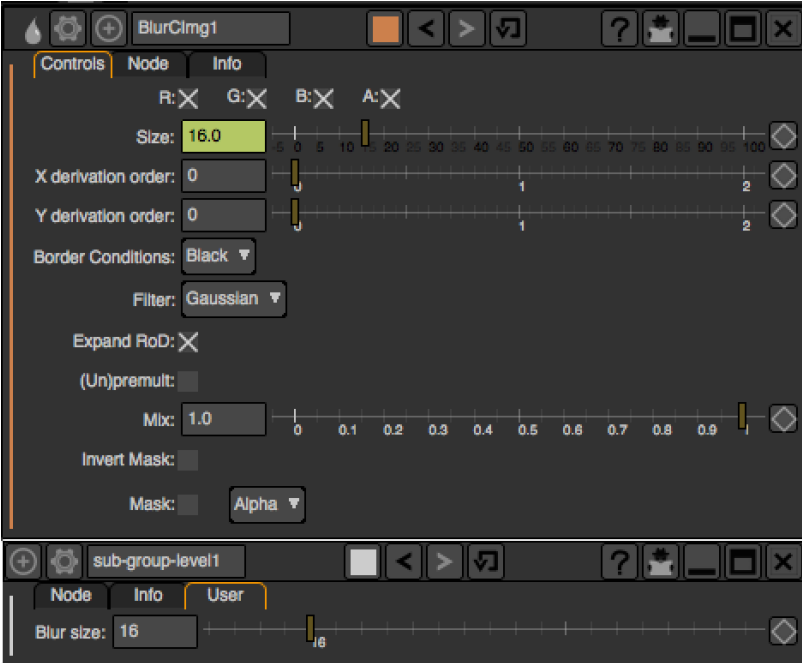 BlurCImg1
?
Controls Node Info
R: G: B: A:
Size: 16.0 -5 0 5 10 15 20 25 30 35 40 45 50 55 60 65 70 75 80 85 90 95 100
X derivation order: 0 0 1 2
Y derivation order: 0 0 1 2
Border Conditions: Black
Filter: Gaussian
Expand RoD:
(Un)premult:
Mix: 1.0 0 0.1 0.2 0.3 0.4 0.5 0.6 0.7 0.8 0.9 1
Invert Mask:
Mask: Alpha
sub-group-level1
?
Node Info User
Blur size: 16 16